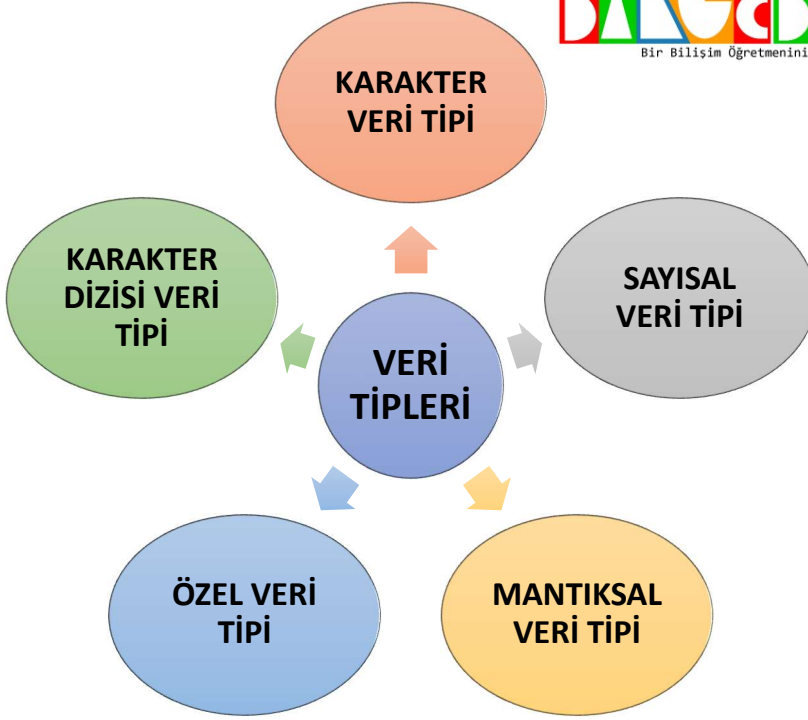 Bir Bilişim Öğretmenini
KARAKTER
VERİ TİPİ
KARAKTER
DİZİSİ VERİ
TİPİ
SAYISAL
VERİ TİPİ
VERİ
TİPLERİ
ÖZEL VERİ
TİPİ
MANTIKSAL
VERİ TİPİ